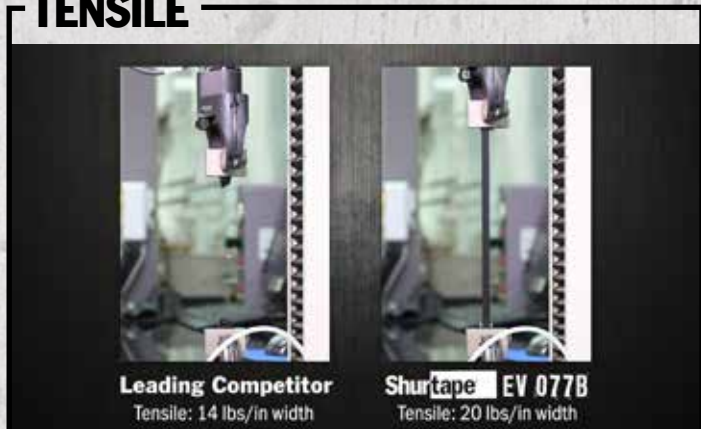 TENSILE
Leading Competitor
Tensile: 14 lbs/in width
Shurtape EV 077B
Tensile: 20 lbs/in width